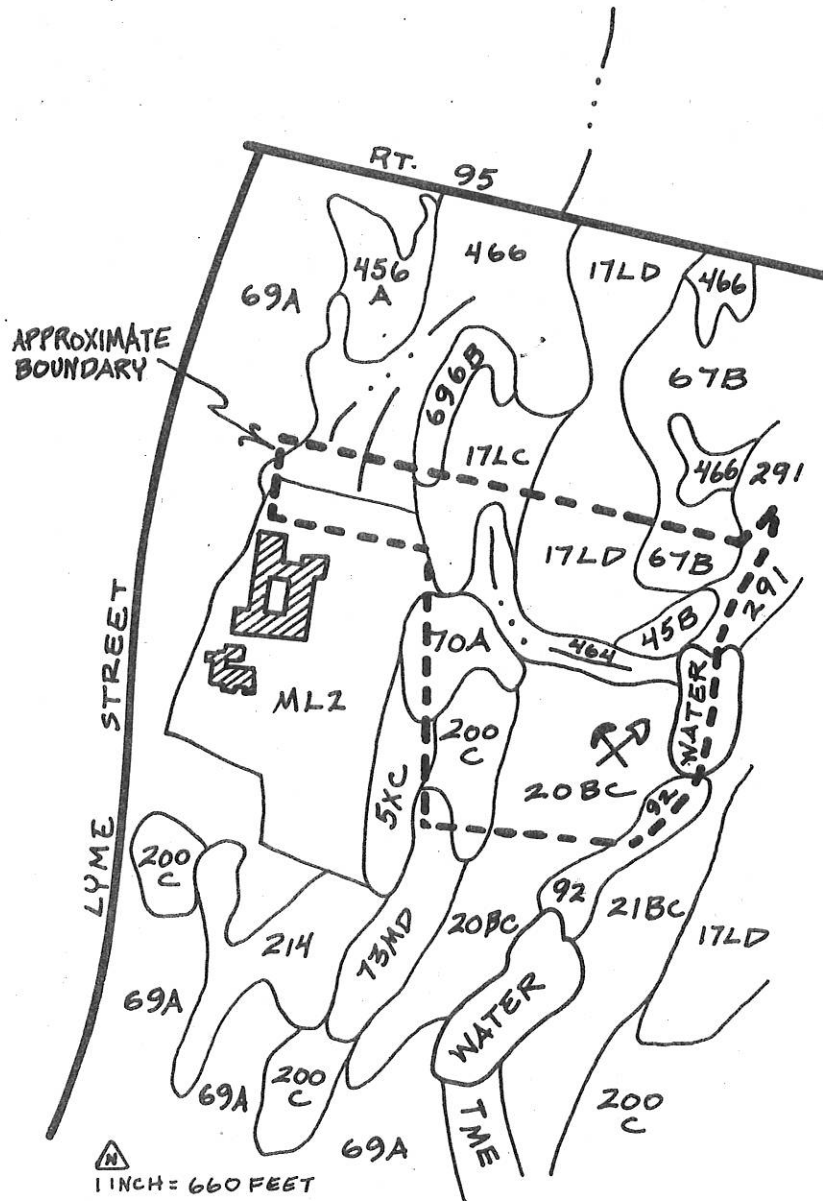 RT. 95
456
A
466
17LD
466
69A
APPROXIMATE
BOUNDARY
67B
696B
17LC
466
291
17LD
67B
291
45B
70A
464
WATER
ML2
200
C
5XC
20BC
92
LYME STREET
200
C
92
21BC
20BC
17LD
214
73MD
69A
WATER
69A
200
C
69A
200
C
TME
N
1 INCH = 660 FEET